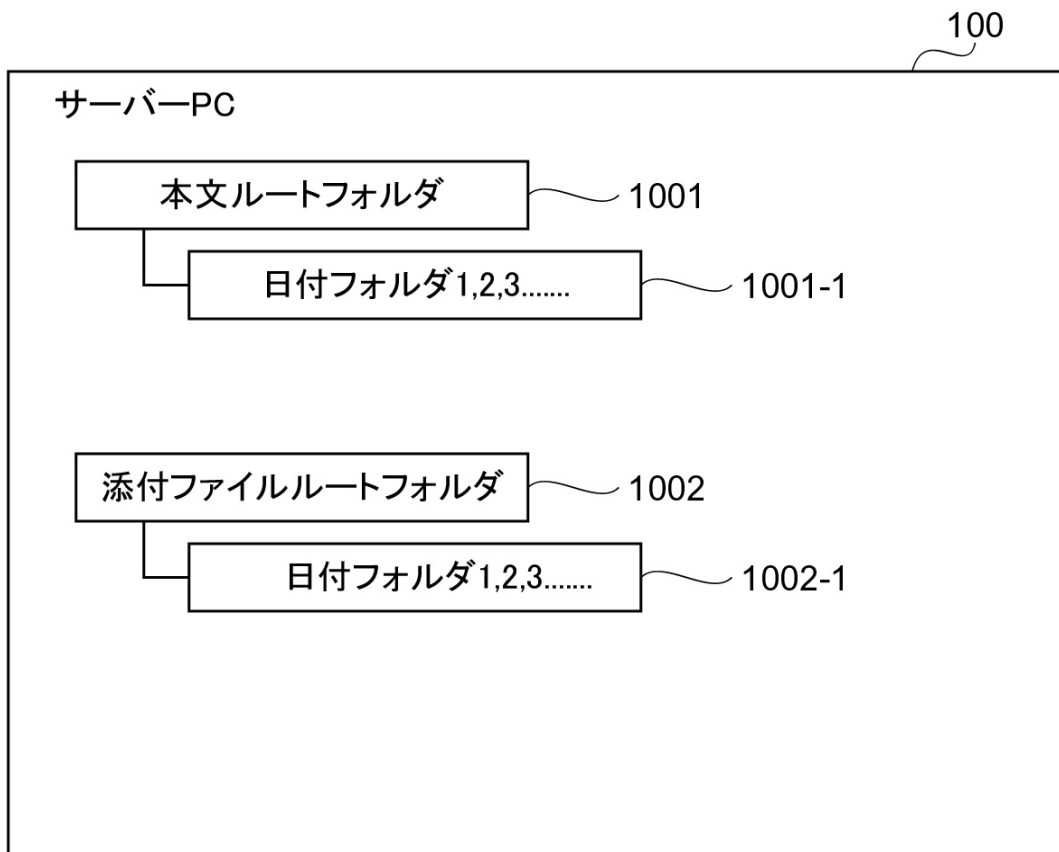 100
サーバーPC
本文ルートフォルダ
1001
日付フォルダ1,2,3.......
1001-1
添付ファイルルートフォルダ
1002
日付フォルダ1,2,3.......
1002-1